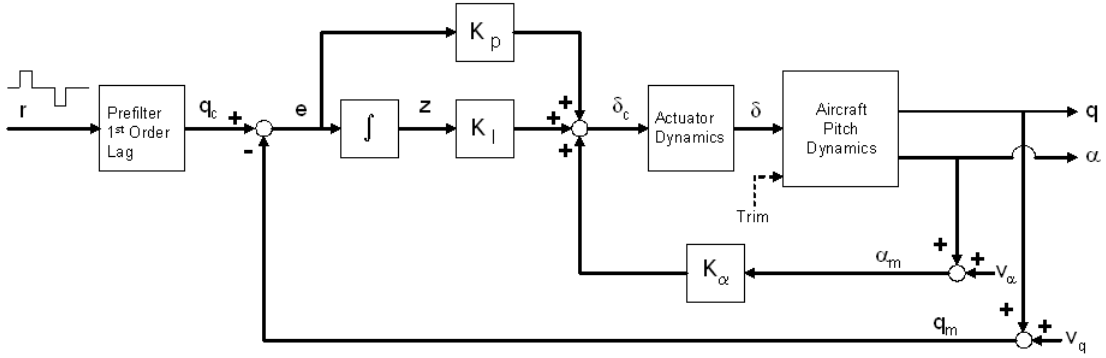 K p
r
Prefilter
1st Order
Lag
q c
+
-
e
∫
z
K I
+
+
+
δ c
Actuator
Dynamics
δ
Aircraft
Pitch
Dynamics
Trim
q
α
K α
α m
+
+
v α
q m
+
+
v q